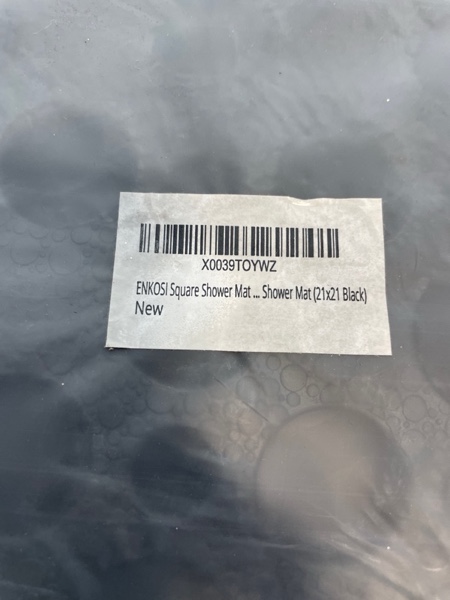 X0039TOYWZ
ENKOSI Square Shower Mat ... Shower Mat (21x21 Black)
New